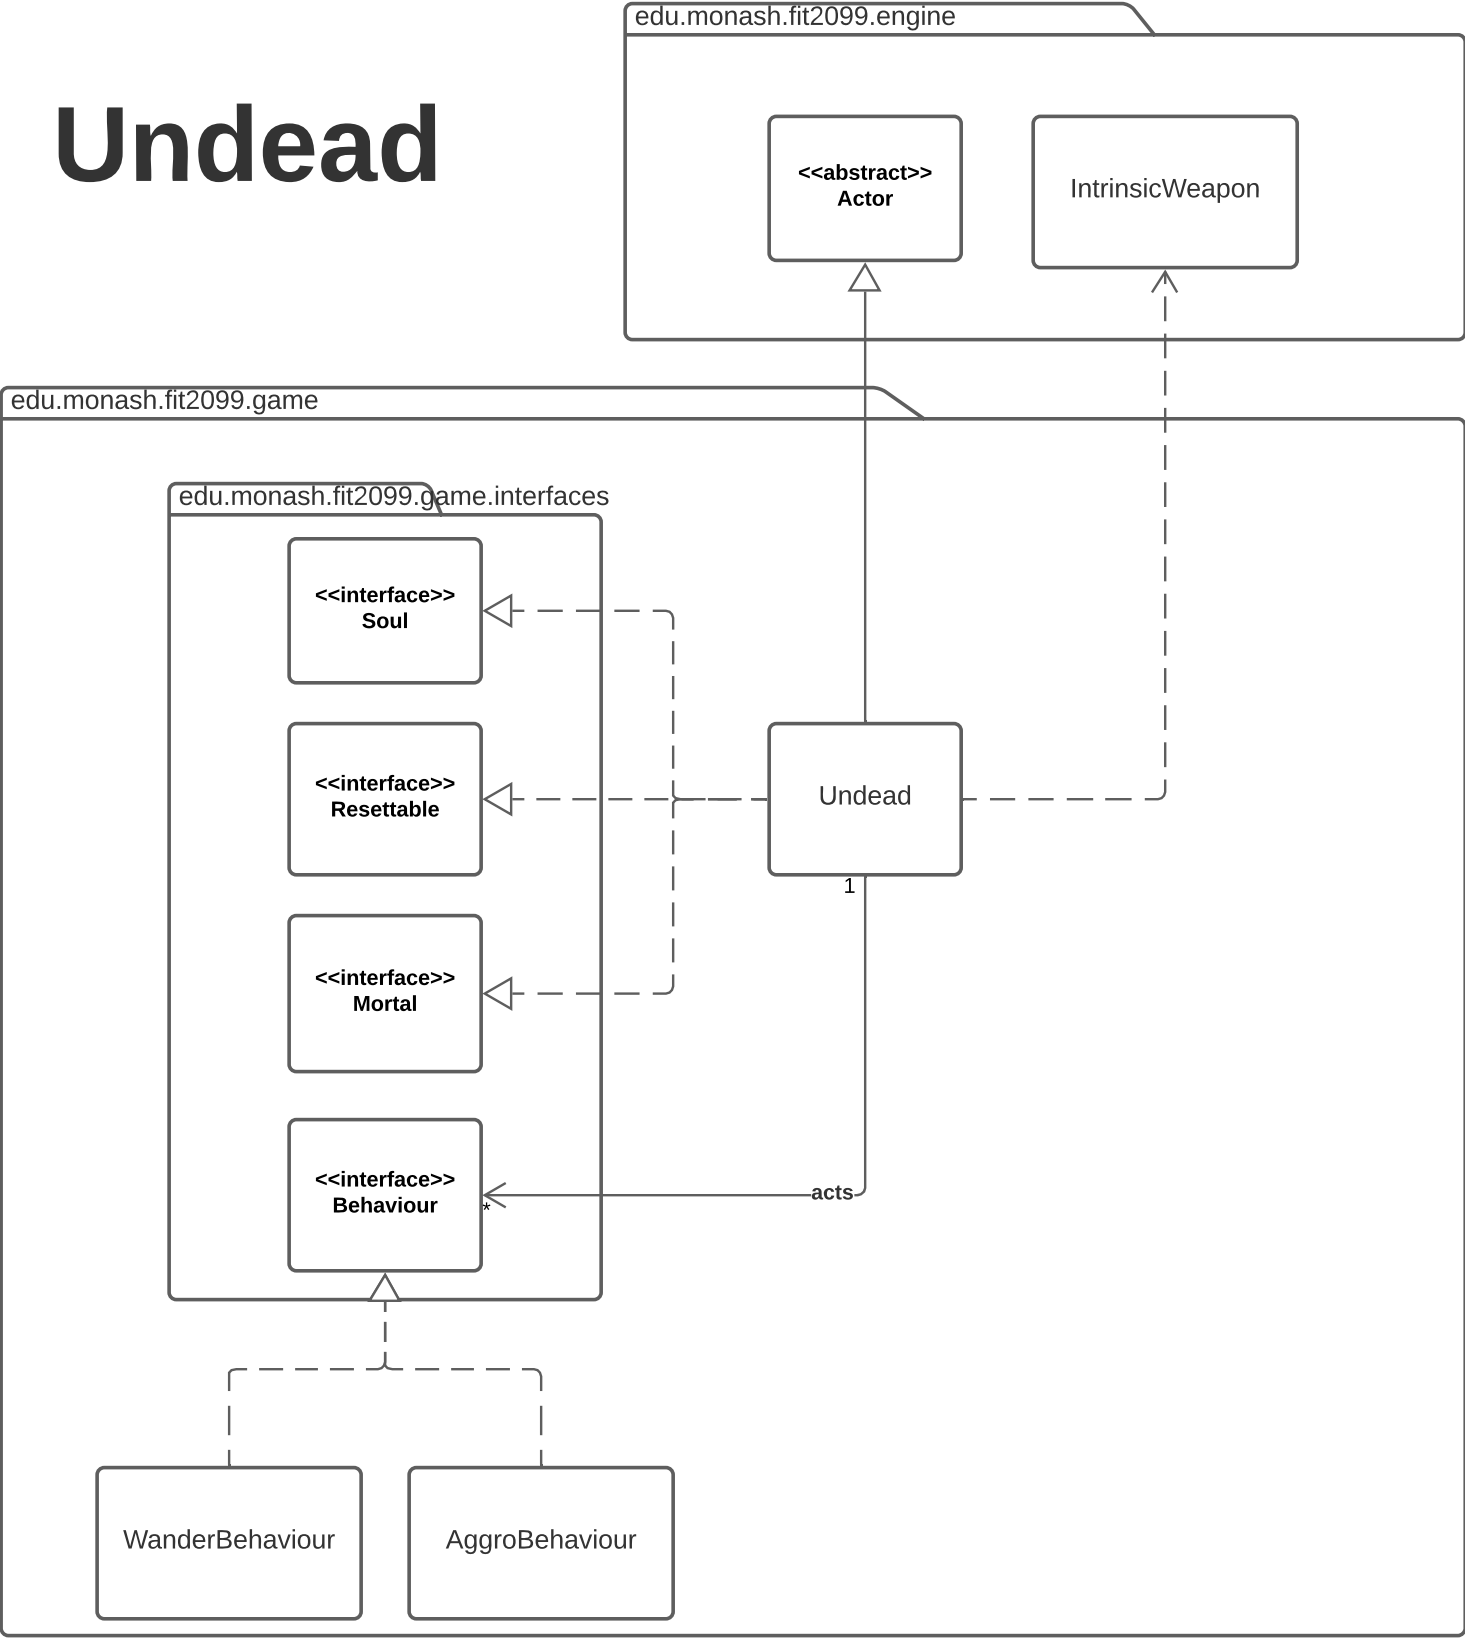 edu.monash.fit2099.engine
Undead
<<abstract>>
Actor
IntrinsicWeapon
edu.monash.fit2099.game
edu.monash.fit2099.game.interfaces
<<interface>>
Soul
<<interface>>
Resettable
Undead
1
<<interface>>
Mortal
<<interface>>
Behaviour
*
acts
WanderBehaviour
AggroBehaviour